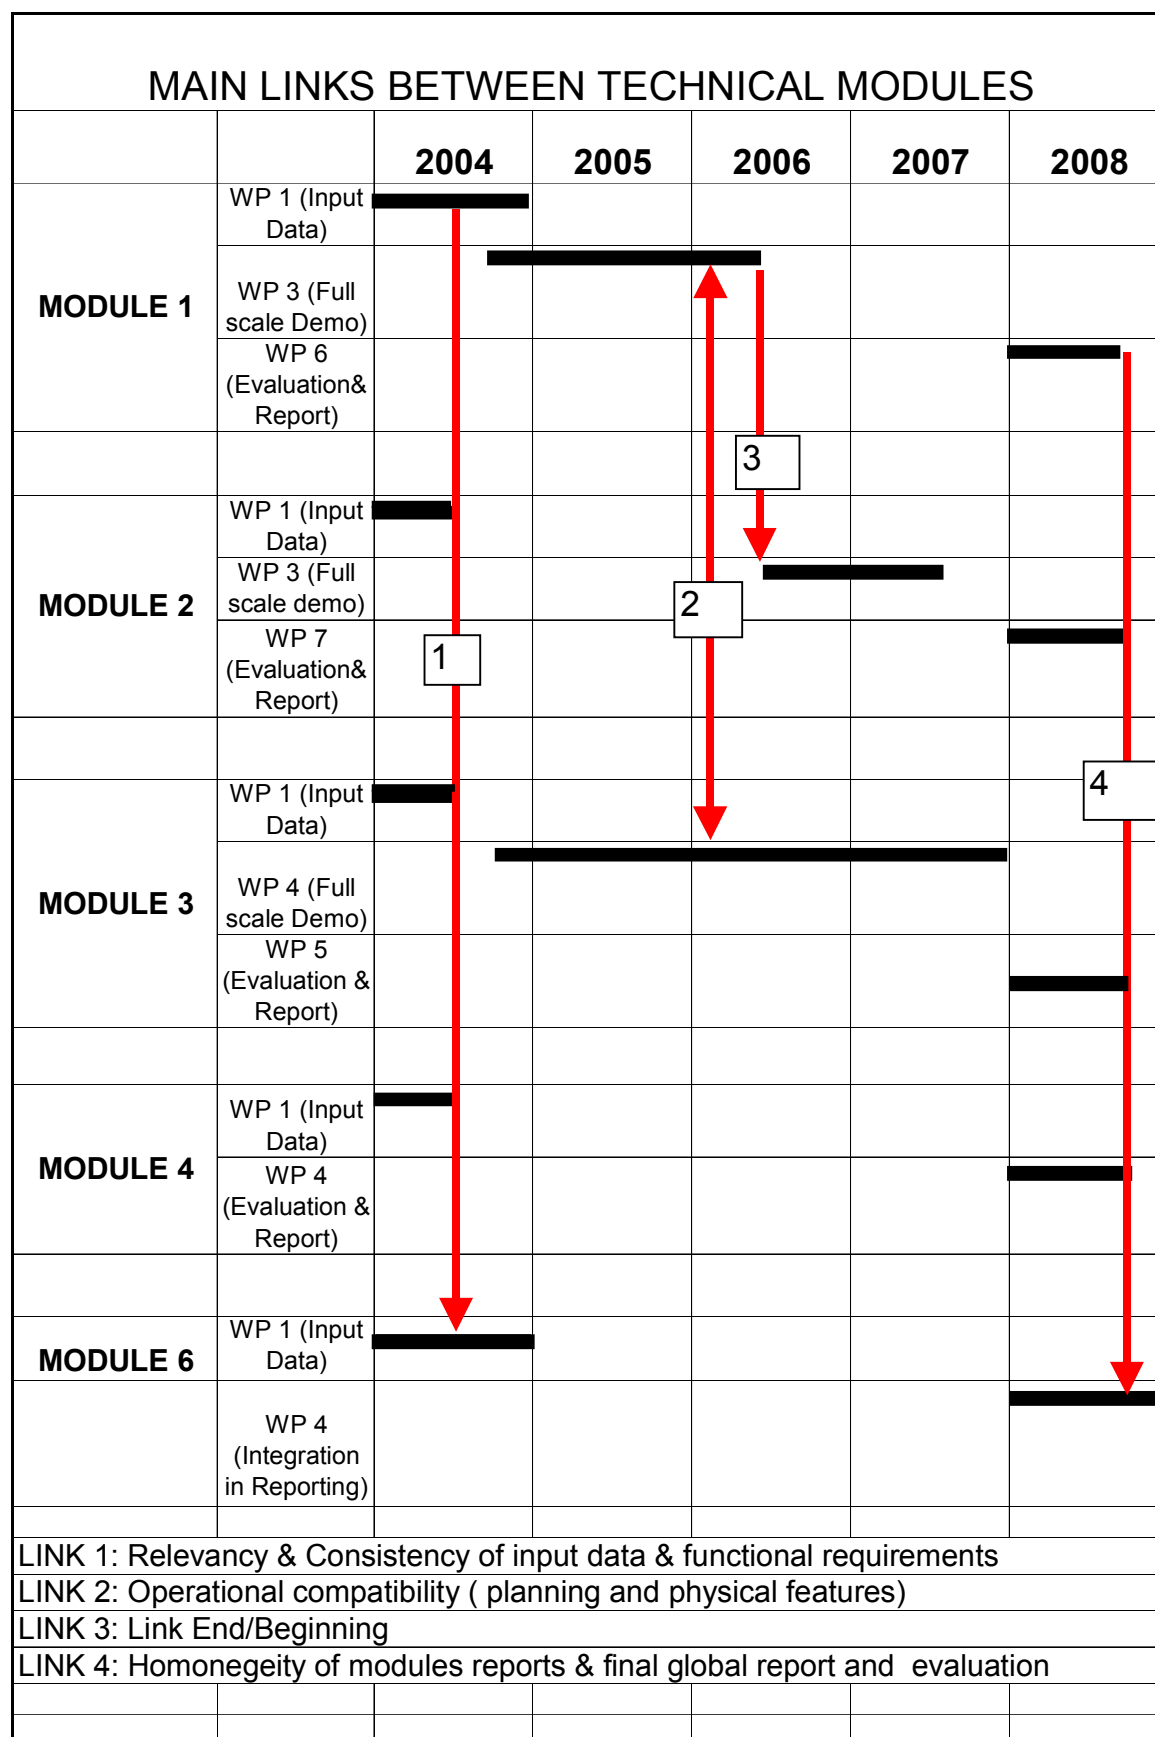 MAIN LINKS BETWEEN TECHNICAL MODULES
2004 2005 2006 2007 2008
MODULE 1
WP 1 (Input
Data)
WP 3 (Full
scale Demo)
WP 6
(Evaluation&
Report)
3
MODULE 2
WP 1 (Input
Data)
WP 3 (Full
scale demo)
2
WP 7
(Evaluation&
Report)
1
4
MODULE 3
WP 1 (Input
Data)
WP 4 (Full
scale Demo)
WP 5
(Evaluation &
Report)
MODULE 4
WP 1 (Input
Data)
WP 4
(Evaluation &
Report)
MODULE 6
WP 1 (Input
Data)
WP 4
(Integration
in Reporting)
LINK 1: Relevancy & Consistency of input data & functional requirements
LINK 2: Operational compatibility ( planning and physical features)
LINK 3: Link End/Beginning
LINK 4: Homonegeity of modules reports & final global report and evaluation